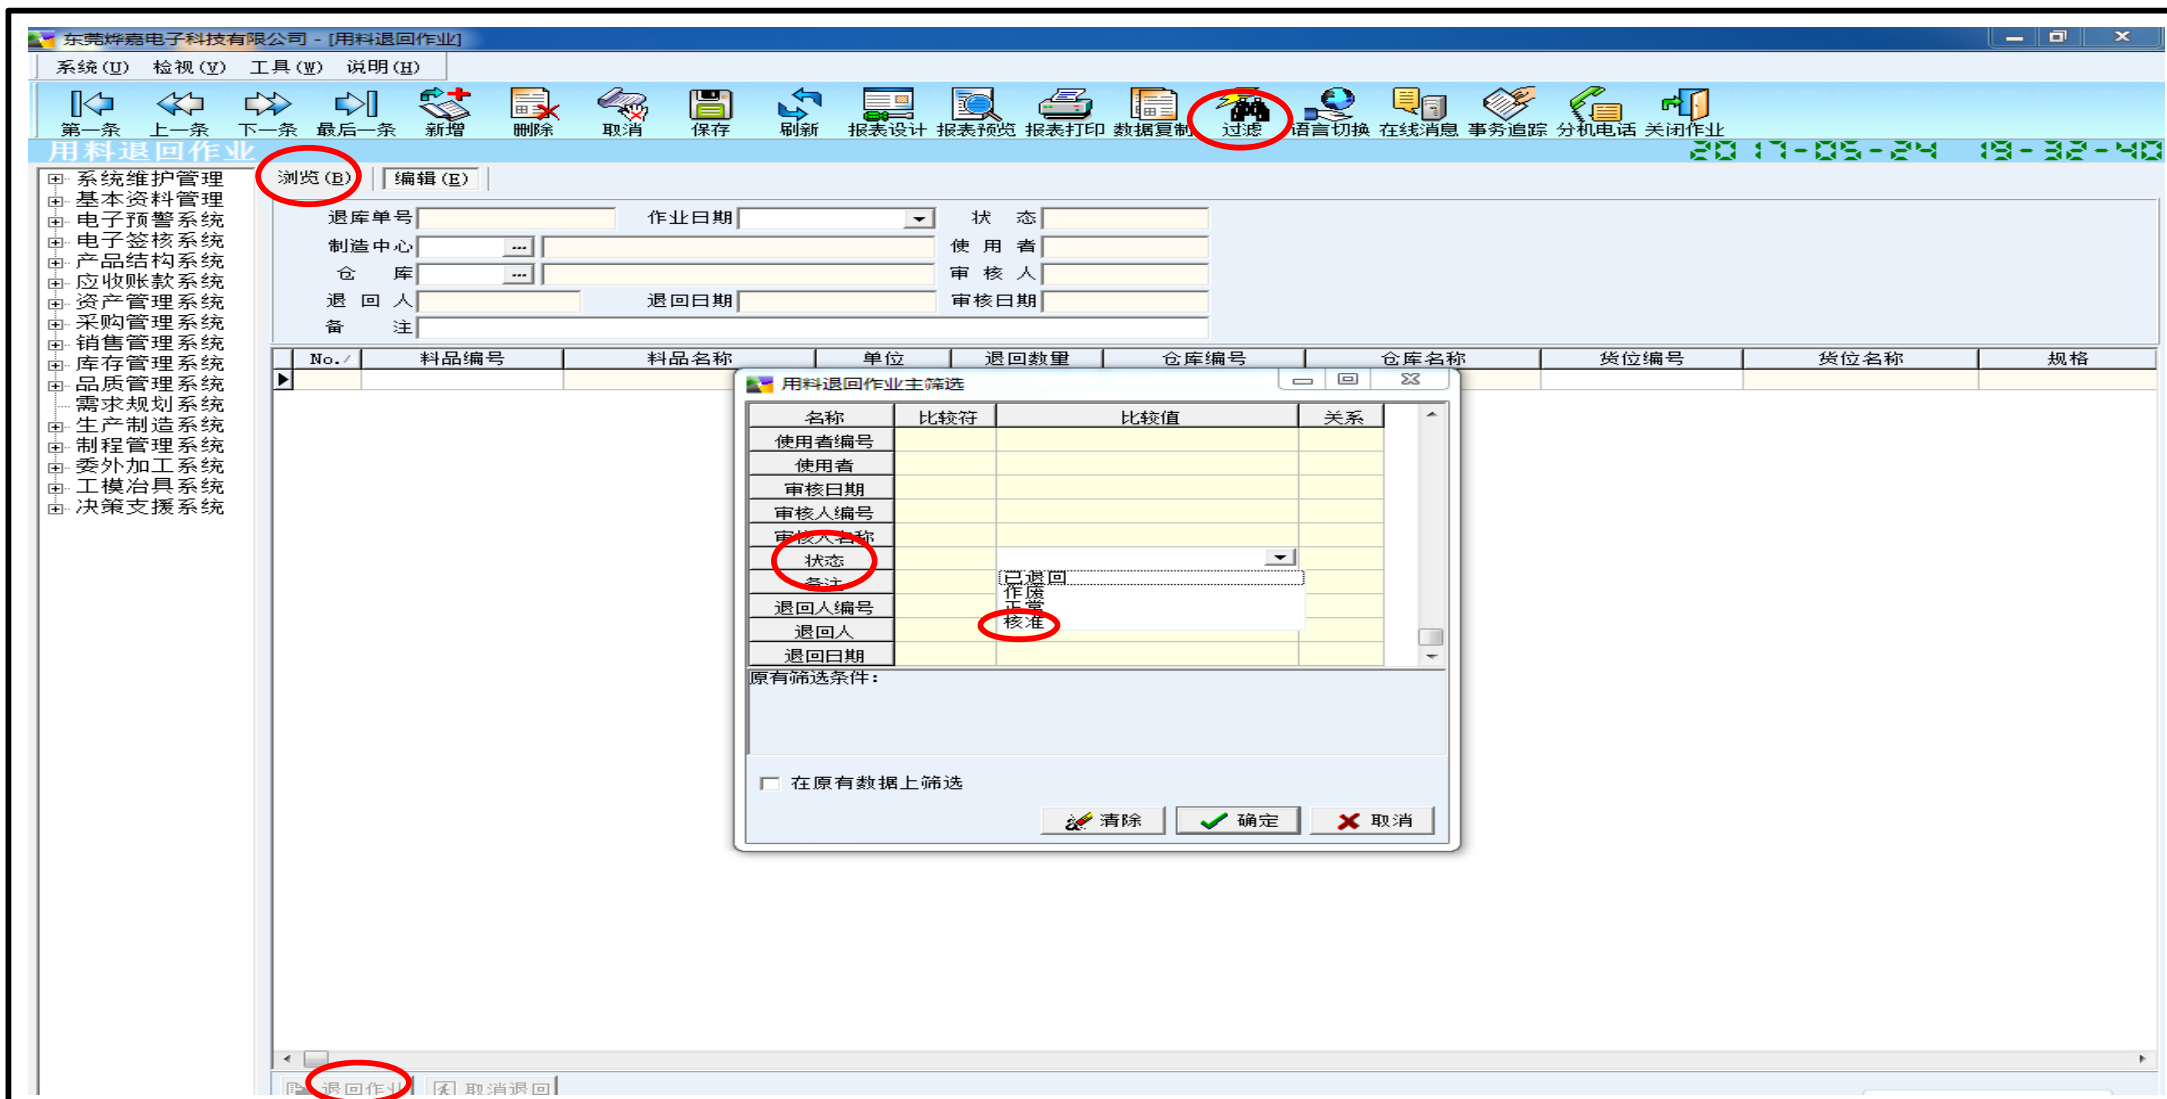 东莞烨嘉电子科技有限公司 - [用料退回作业]
系统(U) 检视(V) 工具(W) 说明(H)
第一条 上一条 下一条 最后一条 新增 删除 取消 保存 刷新 报表设计 报表预览 报表打印 数据复制 过滤 语言切换 在线消息 事务追踪 分机电话 关闭作业
用料退回作业 2017-05-24 19-32-40
系统维护管理
基本资料管理
电子预警系统
电子签核系统
产品结构系统
应收账款系统
资产管理系统
采购管理系统
销售管理系统
库存管理系统
品质管理系统
需求规划系统
生产制造系统
制程管理系统
委外加工系统
工模冶具系统
决策支援系统
浏览(B) 编辑(E)
退库单号 作业日期 状 态
制造中心 ... 使 用 者
仓 库 ... 审 核 人
退 回 人 退回日期 审核日期
备 注
No. 料品编号 料品名称 单位 退回数量 仓库编号 仓库名称 货位编号 货位名称 规格
用料退回作业主筛选
名称 比较符 比较值 关系
使用者编号
使用者
审核日期
审核人编号
审核人名称
状态
备注
退回人编号
退回人
退回日期
已退回
作废
正常
核准
原有筛选条件:
在原有数据上筛选
清除 确定 取消
退回作业 取消退回